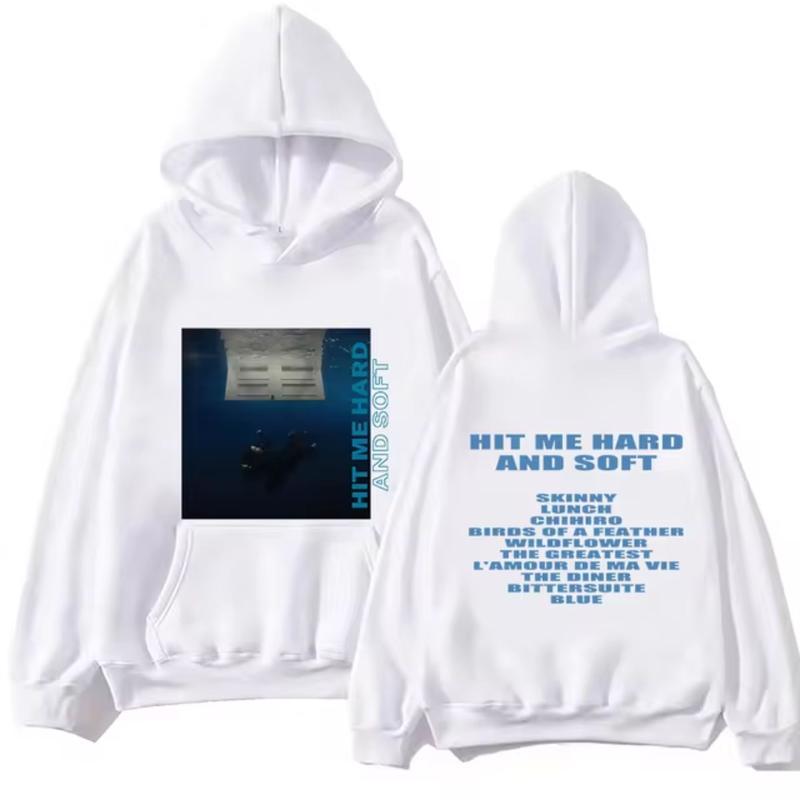 HIT ME HARD
AND SOFT
HIT ME HARD
AND SOFT
SKINNY
LUNCH
CHIHIRO
BIRDS OF A FEATHER
WILDFLOWER
THE GREATEST
L'AMOUR DE MA VIE
THE DINER
BITTERSUITE
BLUE